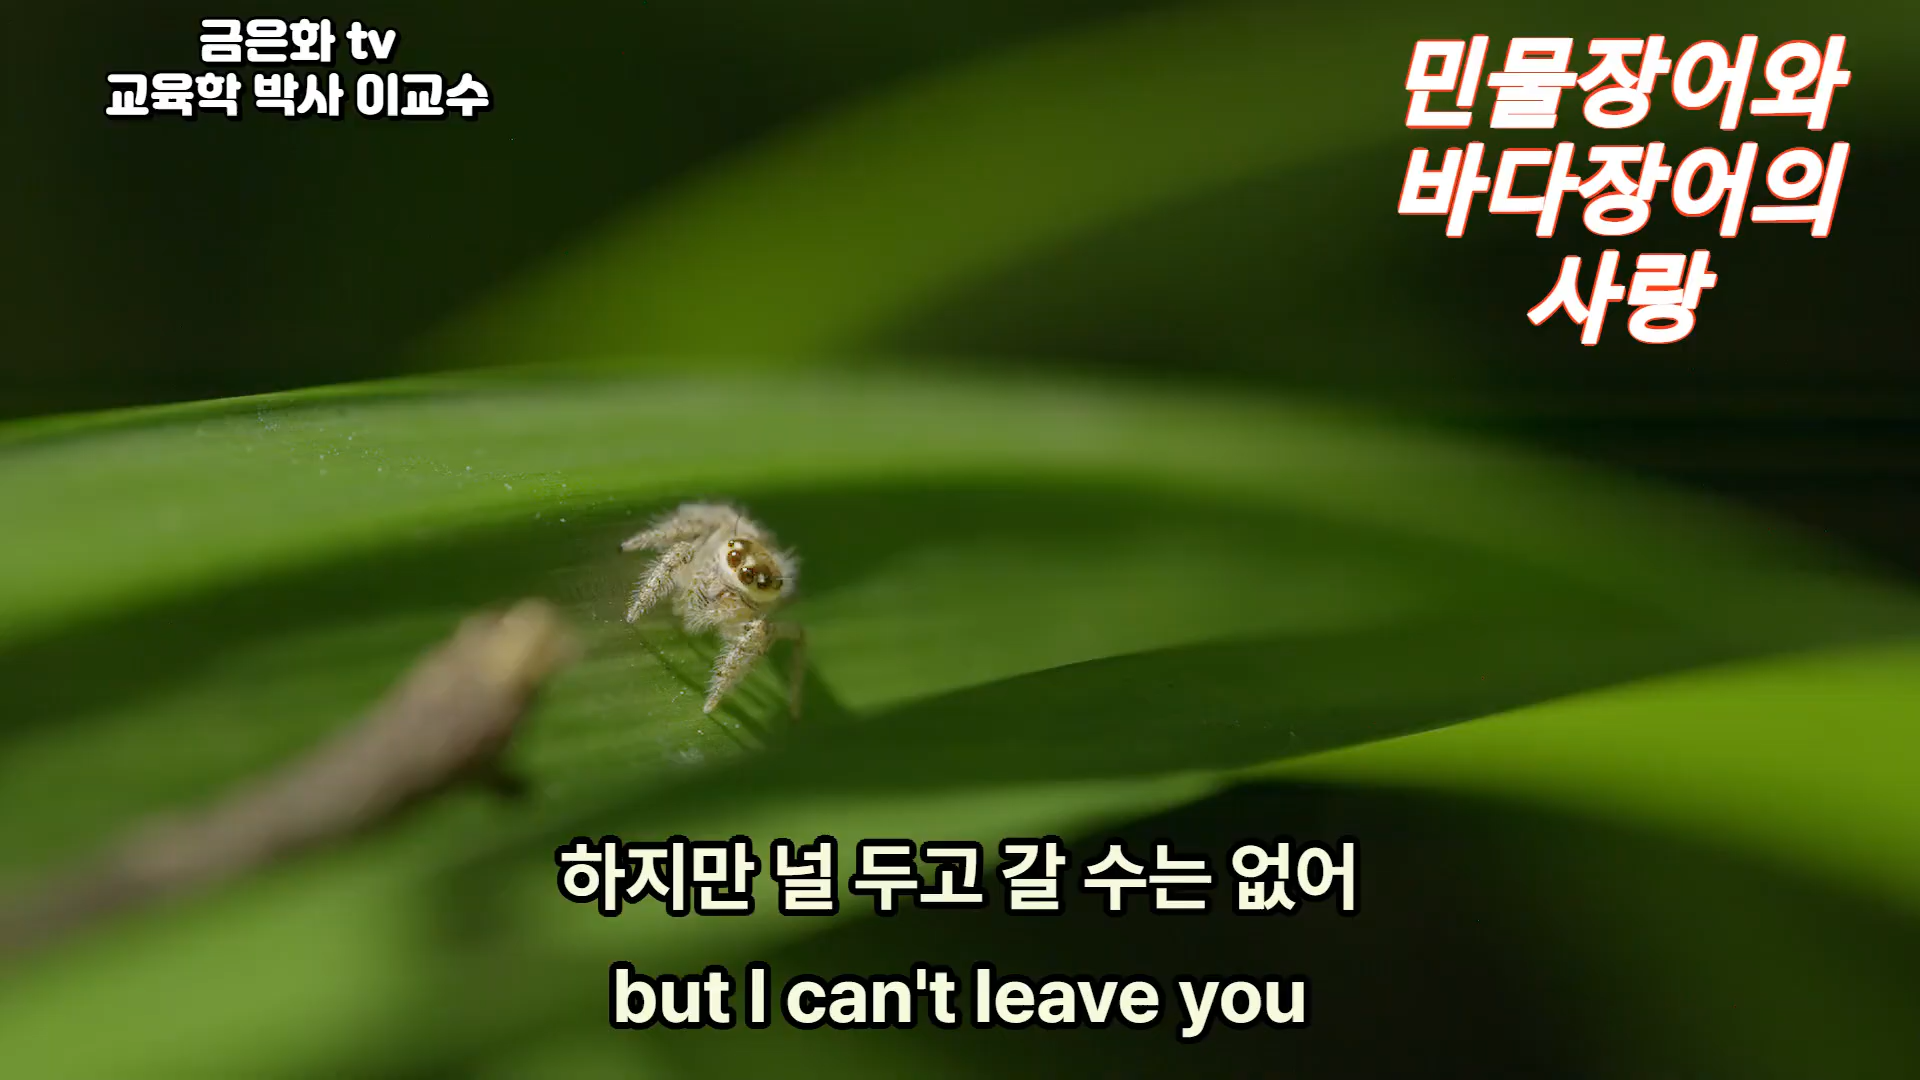 금은화 tv
교육학 박사 이교수
민물장어와
바다장어의
사랑
하지만 널 두고 갈 수는 없어
but I can't leave you